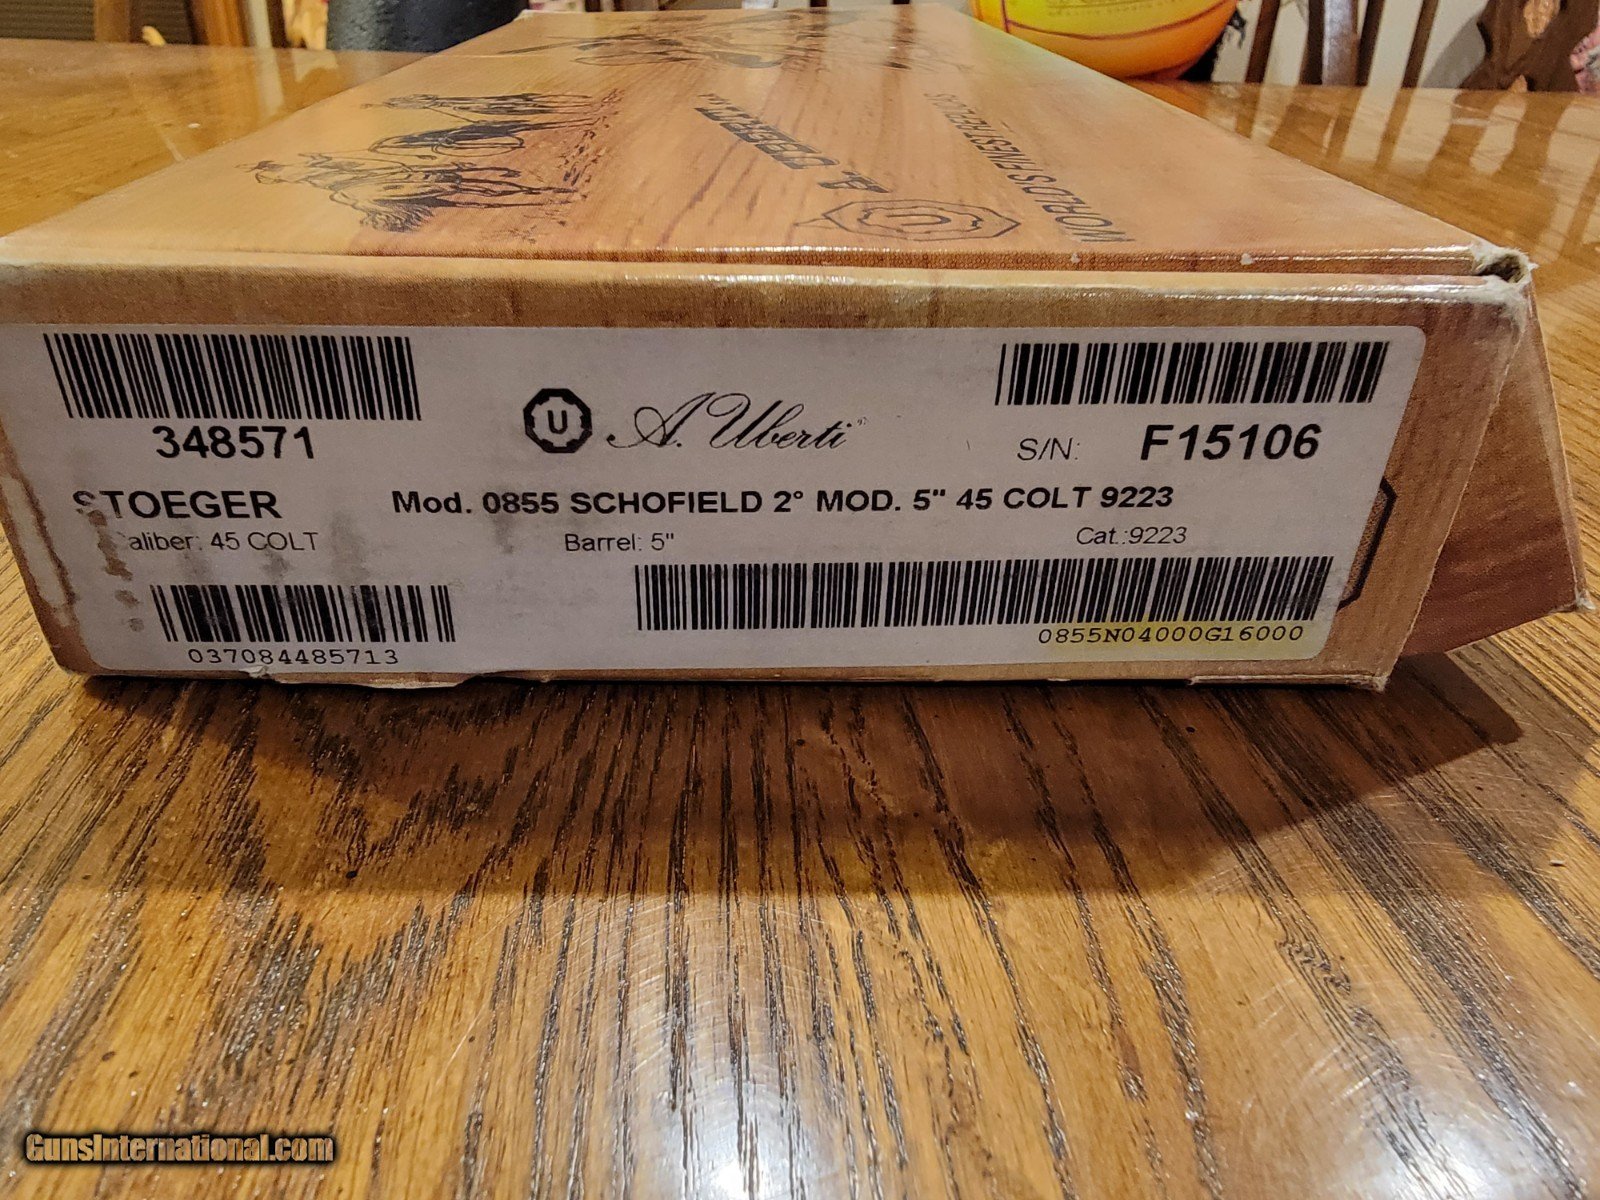 A. UBERTI
WORLD'S FINEST REPLICAS
348571
U A. Uberti
S/N: F15106
STOEGER
Mod. 0855 SCHOFIELD 2° MOD. 5" 45 COLT 9223
Caliber: 45 COLT
Barrel: 5"
Cat.:9223
037084485713
0855N04000G16000
GunsInternational.com